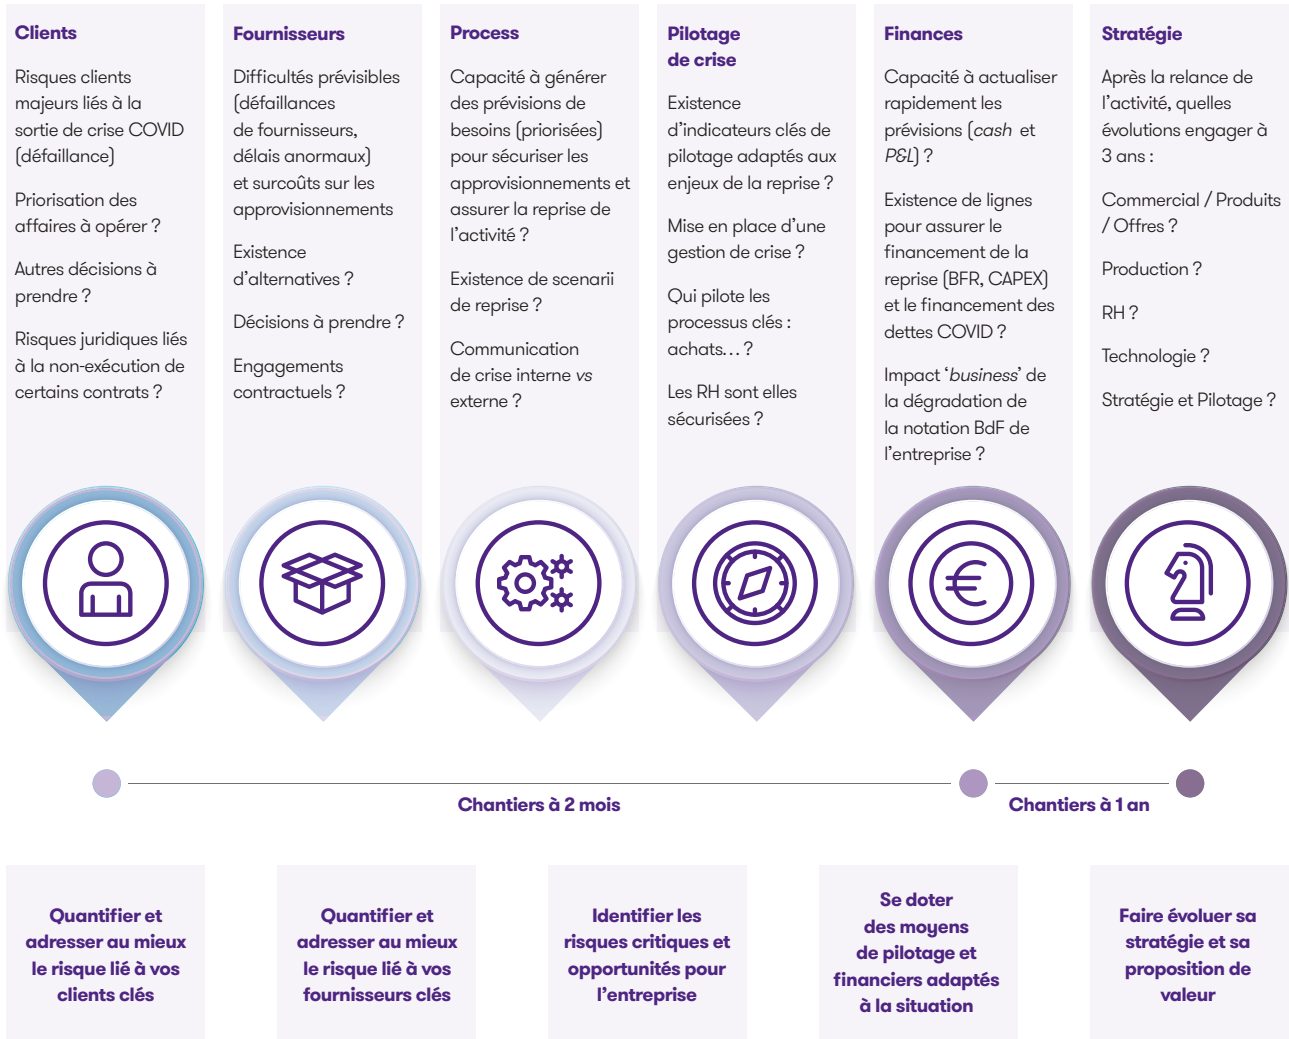 Clients
Risques clients
majeurs liés à la
sortie de crise COVID
(défaillance)
Priorisation des
affaires à opérer ?
Autres décisions à
prendre ?
Risques juridiques liés
à la non-exécution de
certains contrats ?
Fournisseurs
Difficultés prévisibles
(défaillances
de fournisseurs,
délais anormaux)
et surcoûts sur les
approvisionnements
Existence
d’alternatives ?
Décisions à prendre ?
Engagements
contractuels ?
Process
Capacité à générer
des prévisions de
besoins (priorisées)
pour sécuriser les
approvisionnements et
assurer la reprise de
l’activité ?
Existence de scenarii
de reprise ?
Communication
de crise interne vs
externe ?
Pilotage
de crise
Existence
d’indicateurs clés de
pilotage adaptés aux
enjeux de la reprise ?
Mise en place d’une
gestion de crise ?
Qui pilote les
processus clés :
achats… ?
Les RH sont elles
sécurisées ?
Finances
Capacité à actualiser
rapidement les
prévisions (cash et
P&L) ?
Existence de lignes
pour assurer le
financement de la
reprise (BFR, CAPEX)
et le financement des
dettes COVID ?
Impact ‘business’ de
la dégradation de
la notation BdF de
l’entreprise ?
Stratégie
Après la relance de
l’activité, quelles
évolutions engager à
3 ans :
Commercial / Produits
/ Offres ?
Production ?
RH ?
Technologie ?
Stratégie et Pilotage ?
Chantiers à 2 mois
Chantiers à 1 an
Quantifier et
adresser au mieux
le risque lié à vos
clients clés
Quantifier et
adresser au mieux
le risque lié à vos
fournisseurs clés
Identifier les
risques critiques et
opportunités pour
l’entreprise
Se doter
des moyens
de pilotage et
financiers adaptés
à la situation
Faire évoluer sa
stratégie et sa
proposition de
valeur